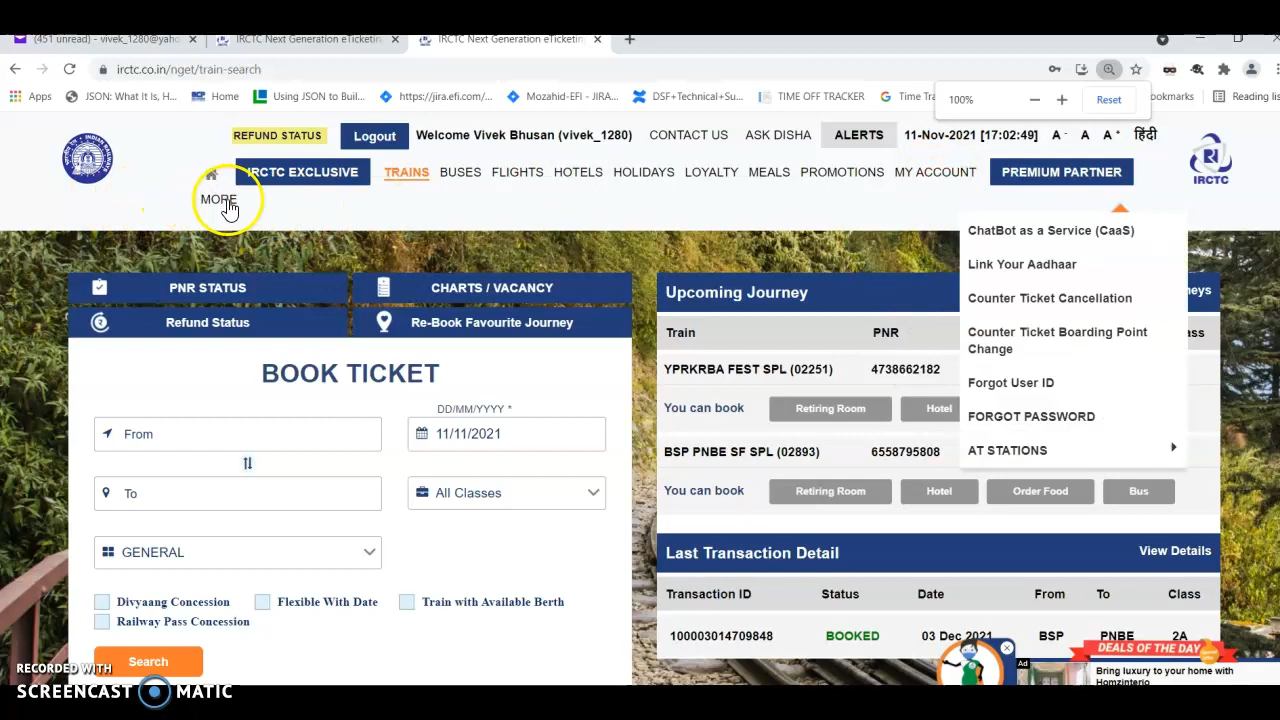 (451 unread) - vivek_1280@yaho
IRCTC Next Generation eTicketin
IRCTC Next Generation eTicketin
irctc.co.in/nget/train-search
Apps
JSON: What It Is, H...
Home
Using JSON to Buil...
https://jira.efi.com/...
Mozahid-EFI - JIRA...
DSF+Technical+Su...
TIME OFF TRACKER
Time Tra
ookmarks
Reading lis
100%
Reset
REFUND STATUS
Logout
Welcome Vivek Bhusan (vivek_1280)
CONTACT US
ASK DISHA
ALERTS
11-Nov-2021 [17:02:49]
A -
A
A +
हिंदी
IRCTC EXCLUSIVE
TRAINS
BUSES
FLIGHTS
HOTELS
HOLIDAYS
LOYALTY
MEALS
PROMOTIONS
MY ACCOUNT
PREMIUM PARTNER
MORE
INDIAN RAILWAYS
IRCTC
ChatBot as a Service (CaaS)
Link Your Aadhaar
Counter Ticket Cancellation
Counter Ticket Boarding Point
Change
Forgot User ID
FORGOT PASSWORD
AT STATIONS
PNR STATUS
CHARTS / VACANCY
Refund Status
Re-Book Favourite Journey
BOOK TICKET
DD/MM/YYYY *
From
11/11/2021
To
All Classes
GENERAL
Divyaang Concession
Flexible With Date
Train with Available Berth
Railway Pass Concession
Search
Upcoming Journey
neys
Train
PNR
ass
YPRKRBA FEST SPL (02251)
4738662182
You can book
Retiring Room
Hotel
BSP PNBE SF SPL (02893)
6558795808
You can book
Retiring Room
Hotel
Order Food
Bus
Last Transaction Detail
View Details
Transaction ID
Status
Date
From
To
Class
100003014709848
BOOKED
03 Dec 2021
BSP
PNBE
2A
DEALS OF THE DAY
Ad
Bring luxury to your home with
Homzinterio
RECORDED WITH
SCREENCAST MATIC